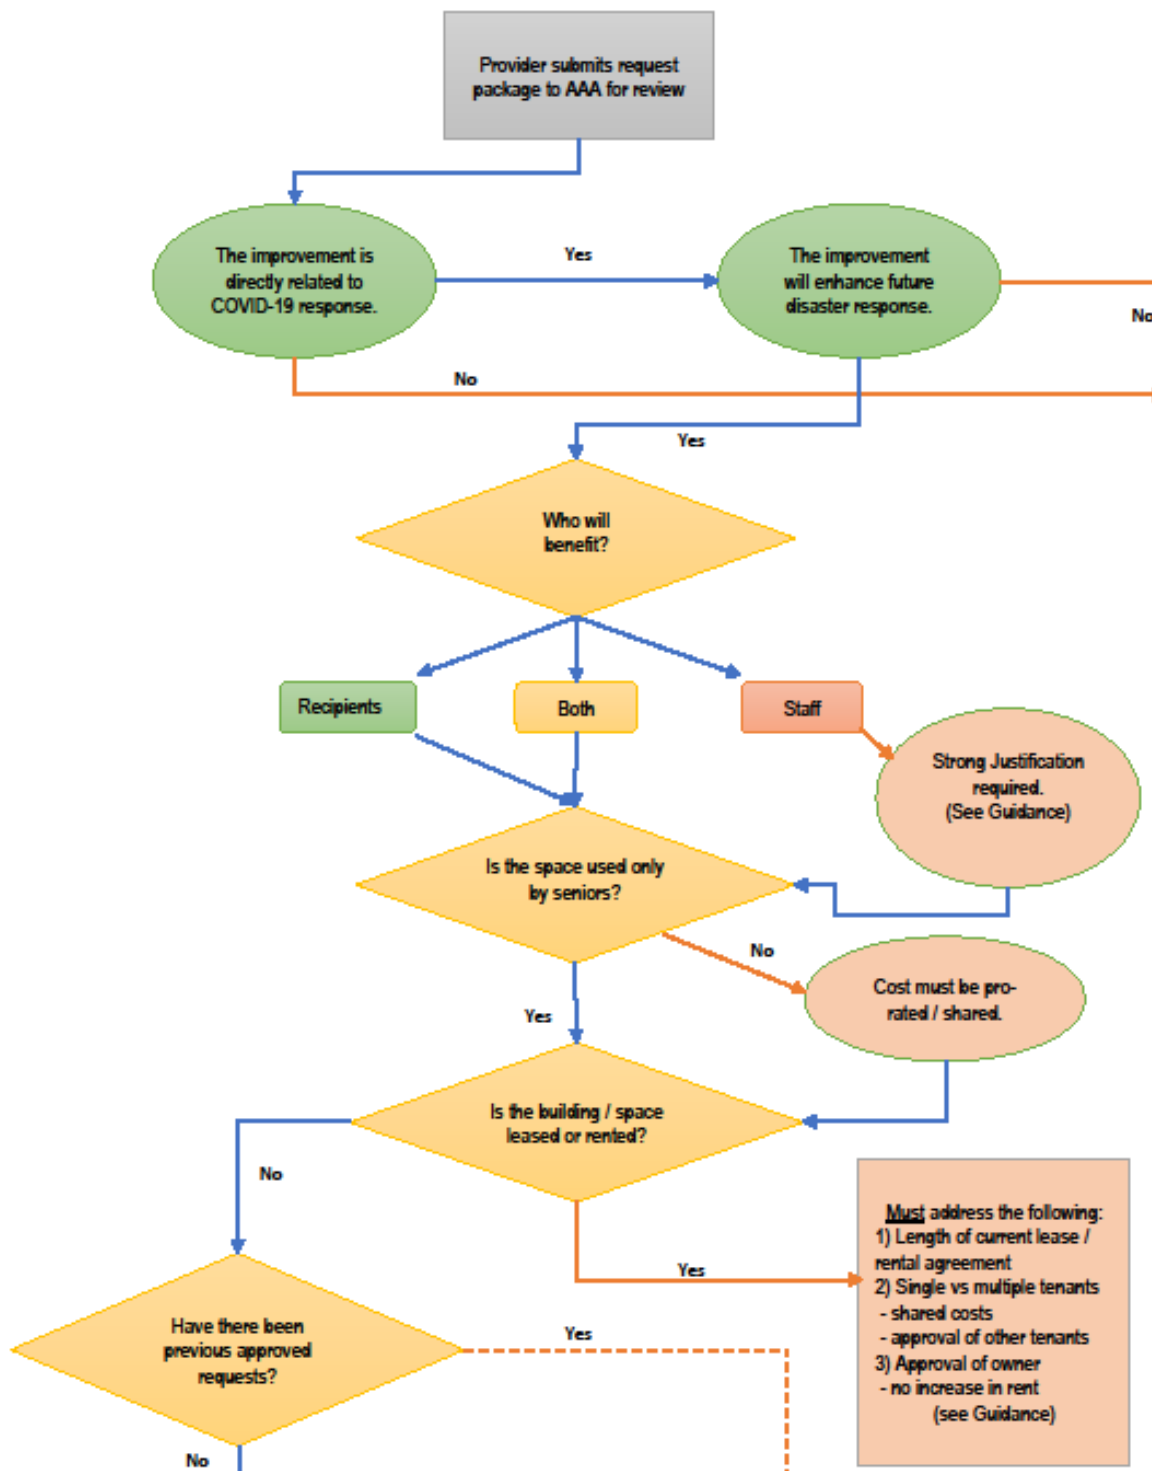 Provider submits request
package to AAA for review
The improvement is
directly related to
COVID-19 response.
Yes
The improvement
will enhance future
disaster response.
No
No
Yes
Who will
benefit?
Recipients
Both
Staff
Strong Justification
required.
(See Guidance)
Is the space used only
by seniors?
No
Cost must be pro-
rated / shared.
Yes
Is the building / space
leased or rented?
No
Must address the following:
1) Length of current lease /
rental agreement
2) Single vs multiple tenants
- shared costs
- approval of other tenants
3) Approval of owner
- no increase in rent
(see Guidance)
Yes
Have there been
previous approved
requests?
Yes
No